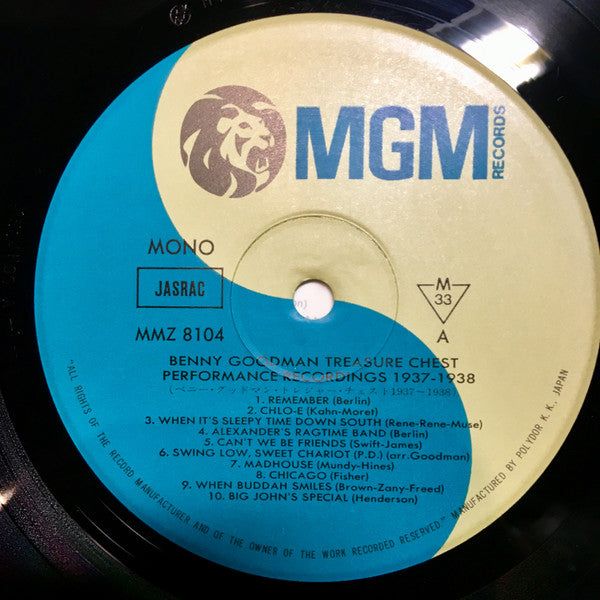 MGM
RECORDS
MONO
JASRAC
M
33
MMZ 8104
A
BENNY GOODMAN TREASURE CHEST
PERFORMANCE RECORDINGS 1937-1938
(ベニー・グッドマン・トレジャー・チェスト1937~1938)
1. REMEMBER (Berlin)
2. CHLO-E (Kahn-Moret)
3. WHEN IT'S SLEEPY TIME DOWN SOUTH (Rene-Rene-Muse)
4. ALEXANDER'S RAGTIME BAND (Berlin)
5. CAN'T WE BE FRIENDS (Swift-James)
6. SWING LOW, SWEET CHARIOT (P.D.) (arr.Goodman)
7. MADHOUSE (Mundy-Hines)
8. CHICAGO (Fisher)
9. WHEN BUDDAH SMILES (Brown-Zany-Freed)
10. BIG JOHN'S SPECIAL (Henderson)
"ALL RIGHTS OF THE RECORD MANUFACTURER AND OF THE OWNER OF THE WORK RECORDED RESERVED." MANUFACTURED BY POLYDOR K. K. JAPAN